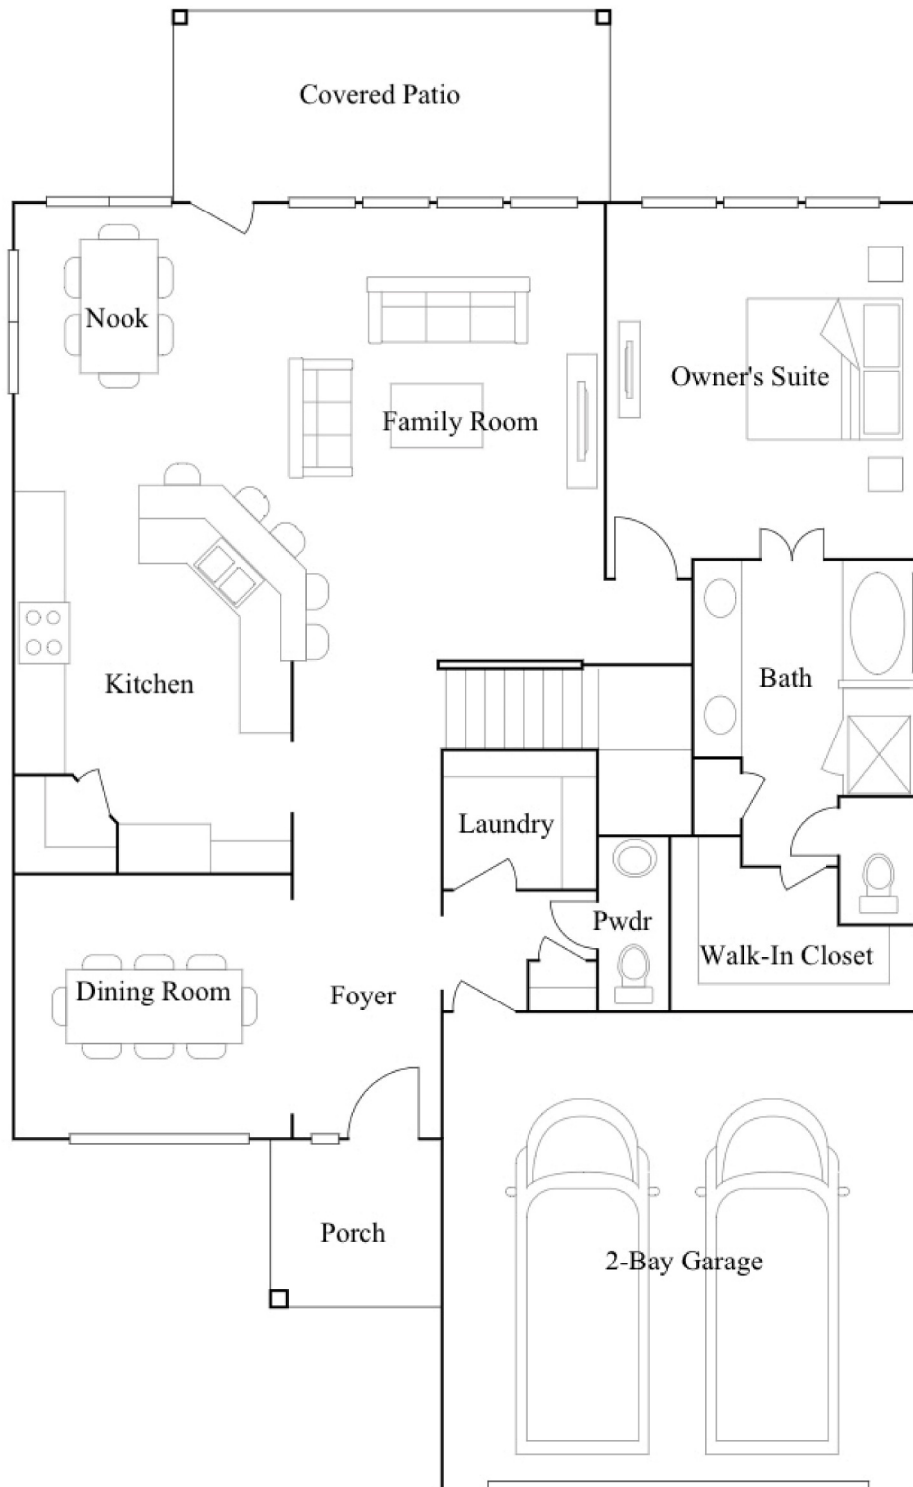 Covered Patio
Nook
Owner's Suite
Family Room
Kitchen
Bath
Laundry
Pwdr
Walk-In Closet
Dining Room
Foyer
Porch
2-Bay Garage